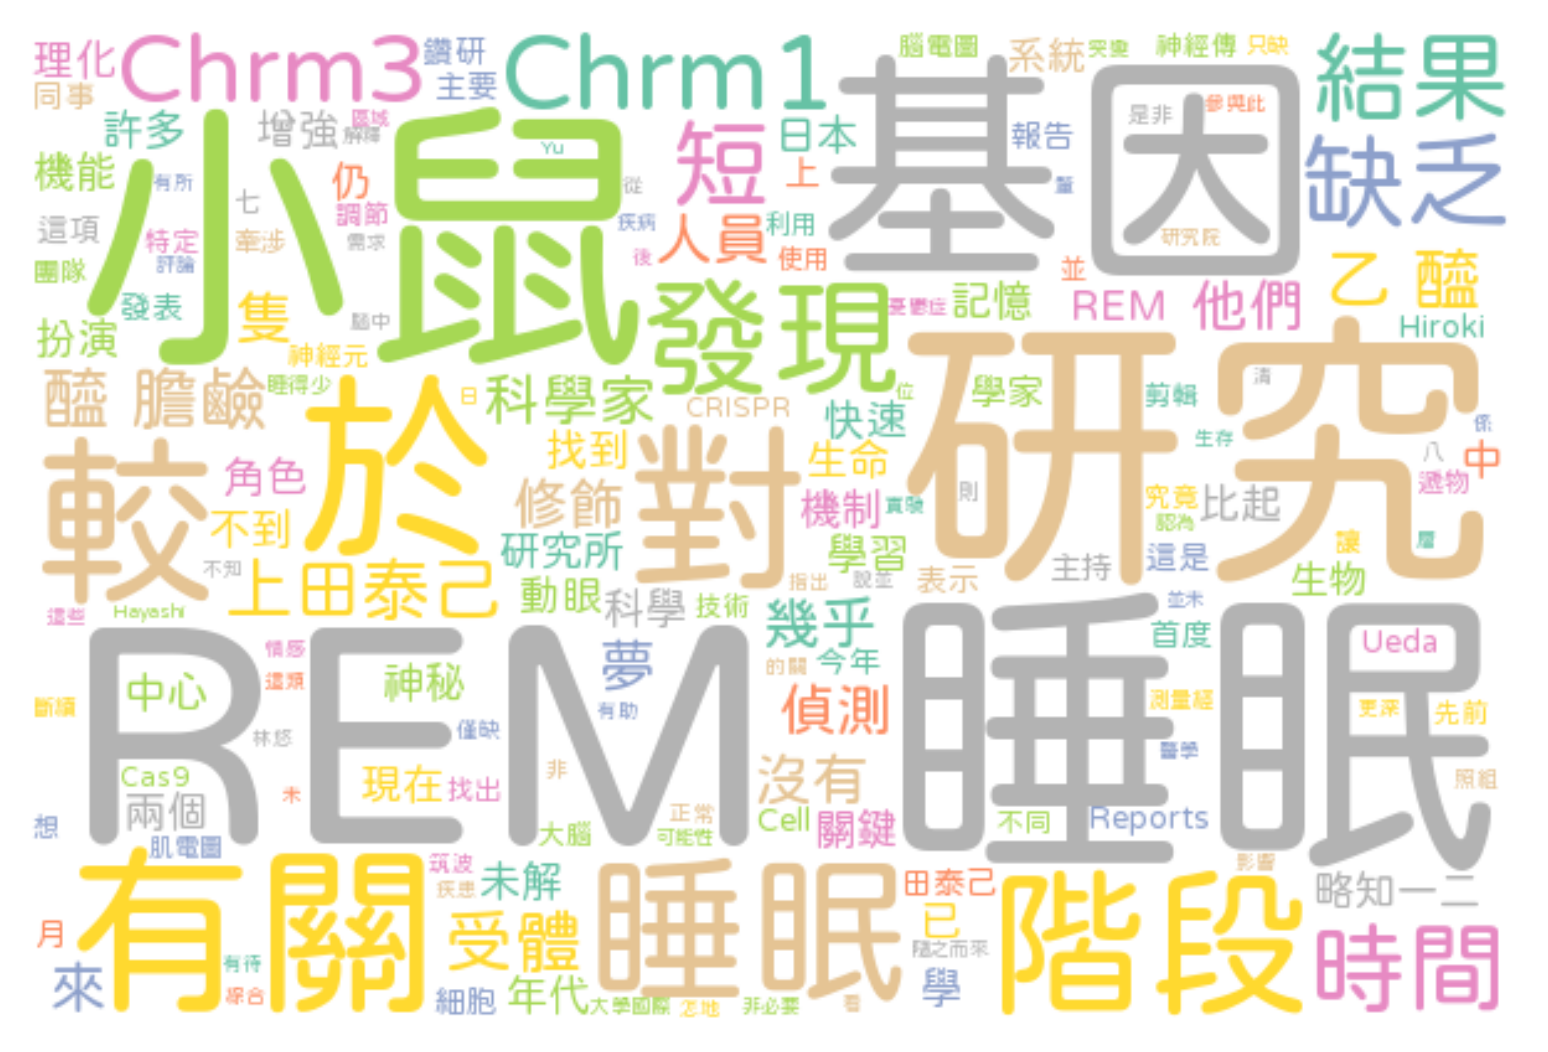 理化 Chrm3 鑽研 Chrm1 腦電圖 系統 突變 神經傳 只缺 結果
同事 主要 基因 是非 參與此
許多 增強 區域 解釋 短 日本 報告 缺乏
小鼠 Yu
機能 有所 仍 從 上 量
這項 七 調節 疾病 人員 利用 研究院
特定 牽涉 需求 後 使用 並 乙醯
團隊 評論 發現
發表 隻 腦中 憂鬱症 記憶 REM 他們 Hiroki
扮演 神經元 研究
醯膽鹼 睡得少 日 科學家 CRISPR 位 學家 剪輯 清
於 快速 生存 係
較 角色 找到 對 生命 八 中
修飾 機制 實驗 則 究竟 比起 遞物
不到 研究所 學習 認為 讓 層
不知 上田泰己 動眼 指出 說並 表示 主持 這是 生物
這些 Hayashi 科學 技術 幾乎 並未
REM睡眠 情感 夢 的關 今年 首度 Ueda
中心 這類 神秘 偵測 測量經 更深 先前
斷續 林悠 僅缺 有助 醫學
Cas9 現在 找出 非 沒有 照組
兩個 未 正常 Cell 關鍵 不同 Reports
想 肌電圖 大腦 可能性
有關 筑波 疾患 未解 睡眠 田泰己 影響 略知一二
月 受體 已 階段 時間
來 有待 隨之而來
綜合 細胞 年代 大學國際 怎地 非必要 看 學